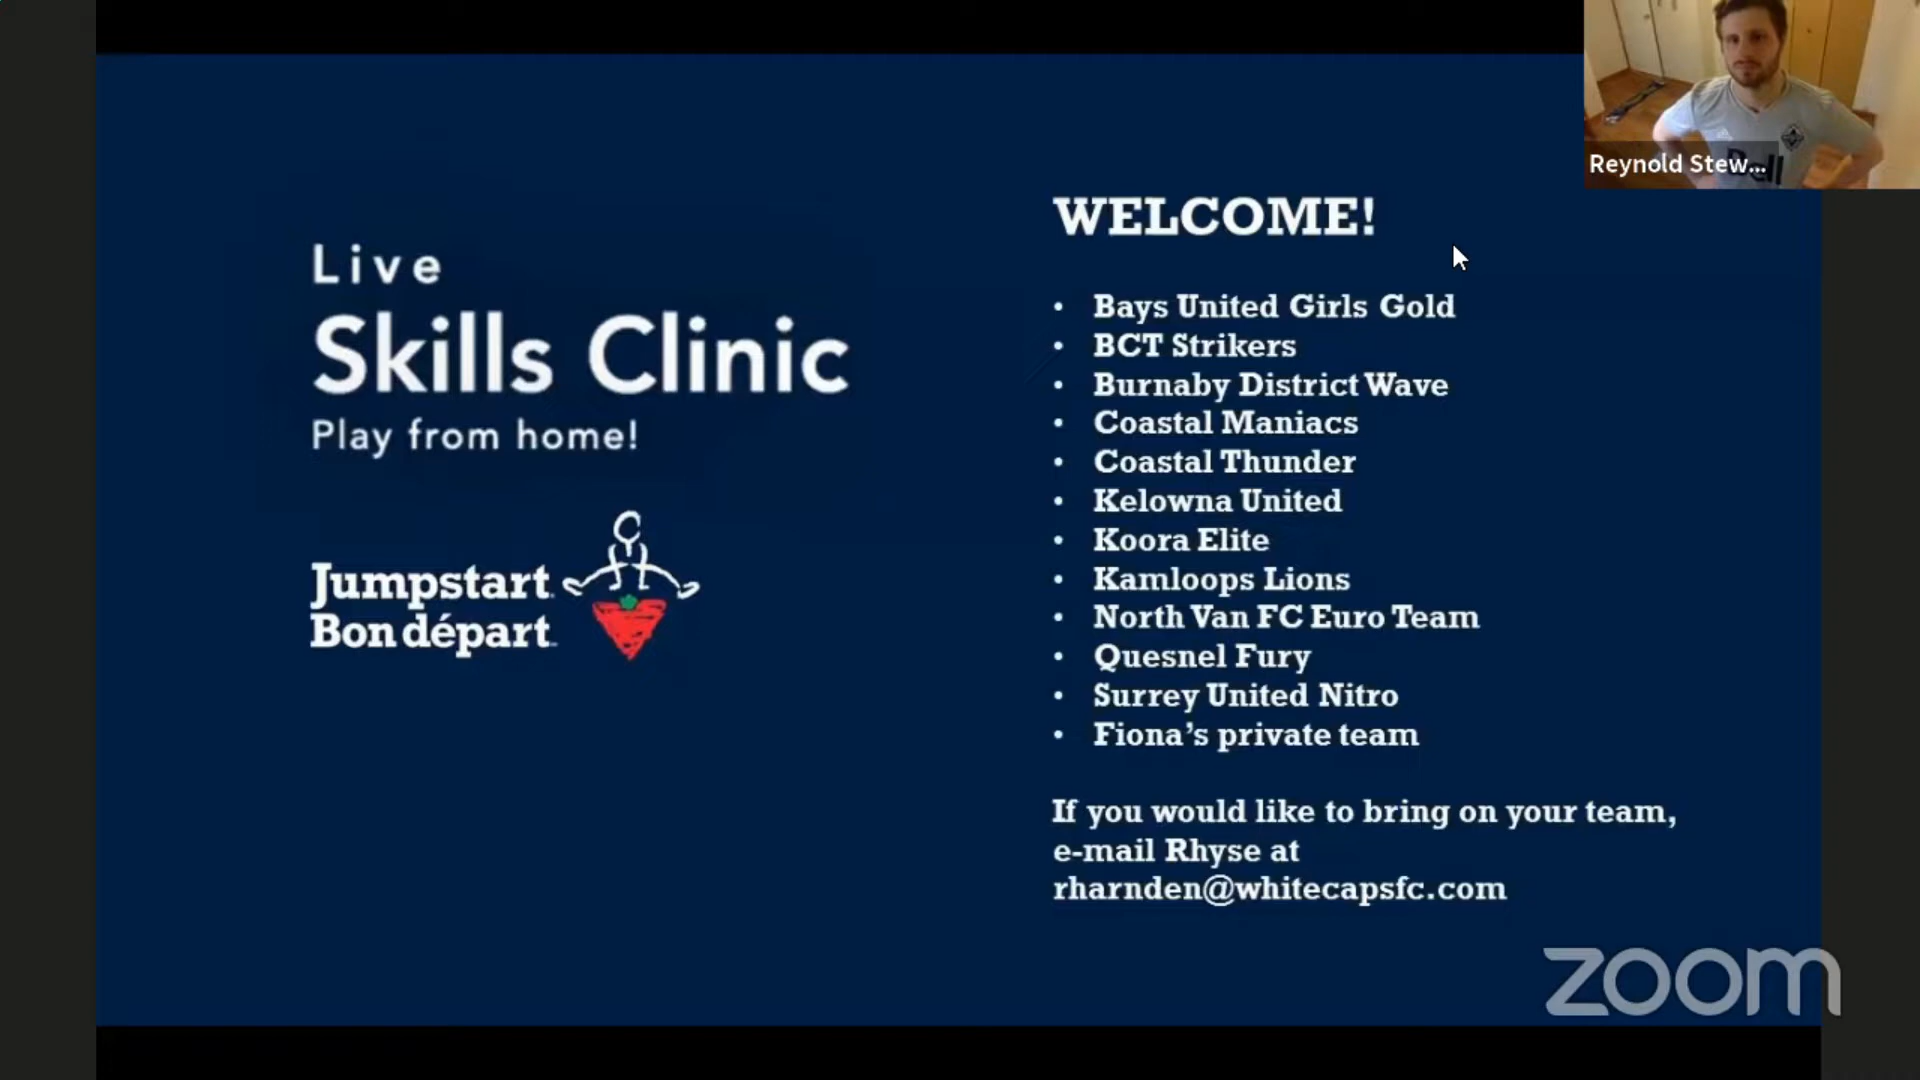 Live
Skills Clinic
Play from home!
Jumpstart
Bon départ
WELCOME!
• Bays United Girls Gold
• BCT Strikers
• Burnaby District Wave
• Coastal Maniacs
• Coastal Thunder
• Kelowna United
• Koora Elite
• Kamloops Lions
• North Van FC Euro Team
• Quesnel Fury
• Surrey United Nitro
• Fiona’s private team
If you would like to bring on your team,
e-mail Rhyse at
rharnden@whitecapsfc.com
Reynold Stew...
Bell
zoom